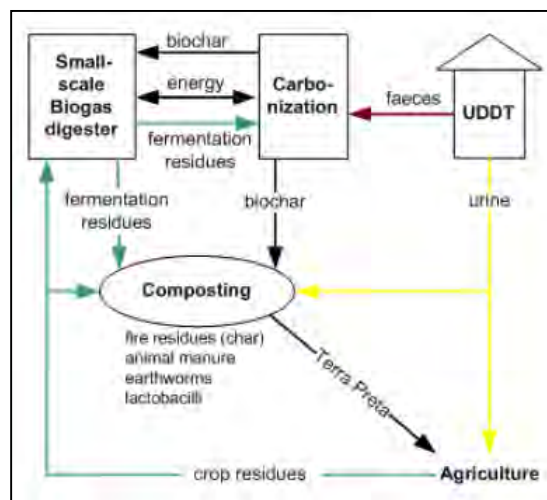 biochar
Small-
scale
Biogas
digester
energy
Carbo-
nization
faeces
UDDT
fermentation
residues
fermentation
residues
biochar
urine
Composting
fire residues (char)
animal manure
earthworms
lactobacilli
Terra Preta
crop residues
Agriculture